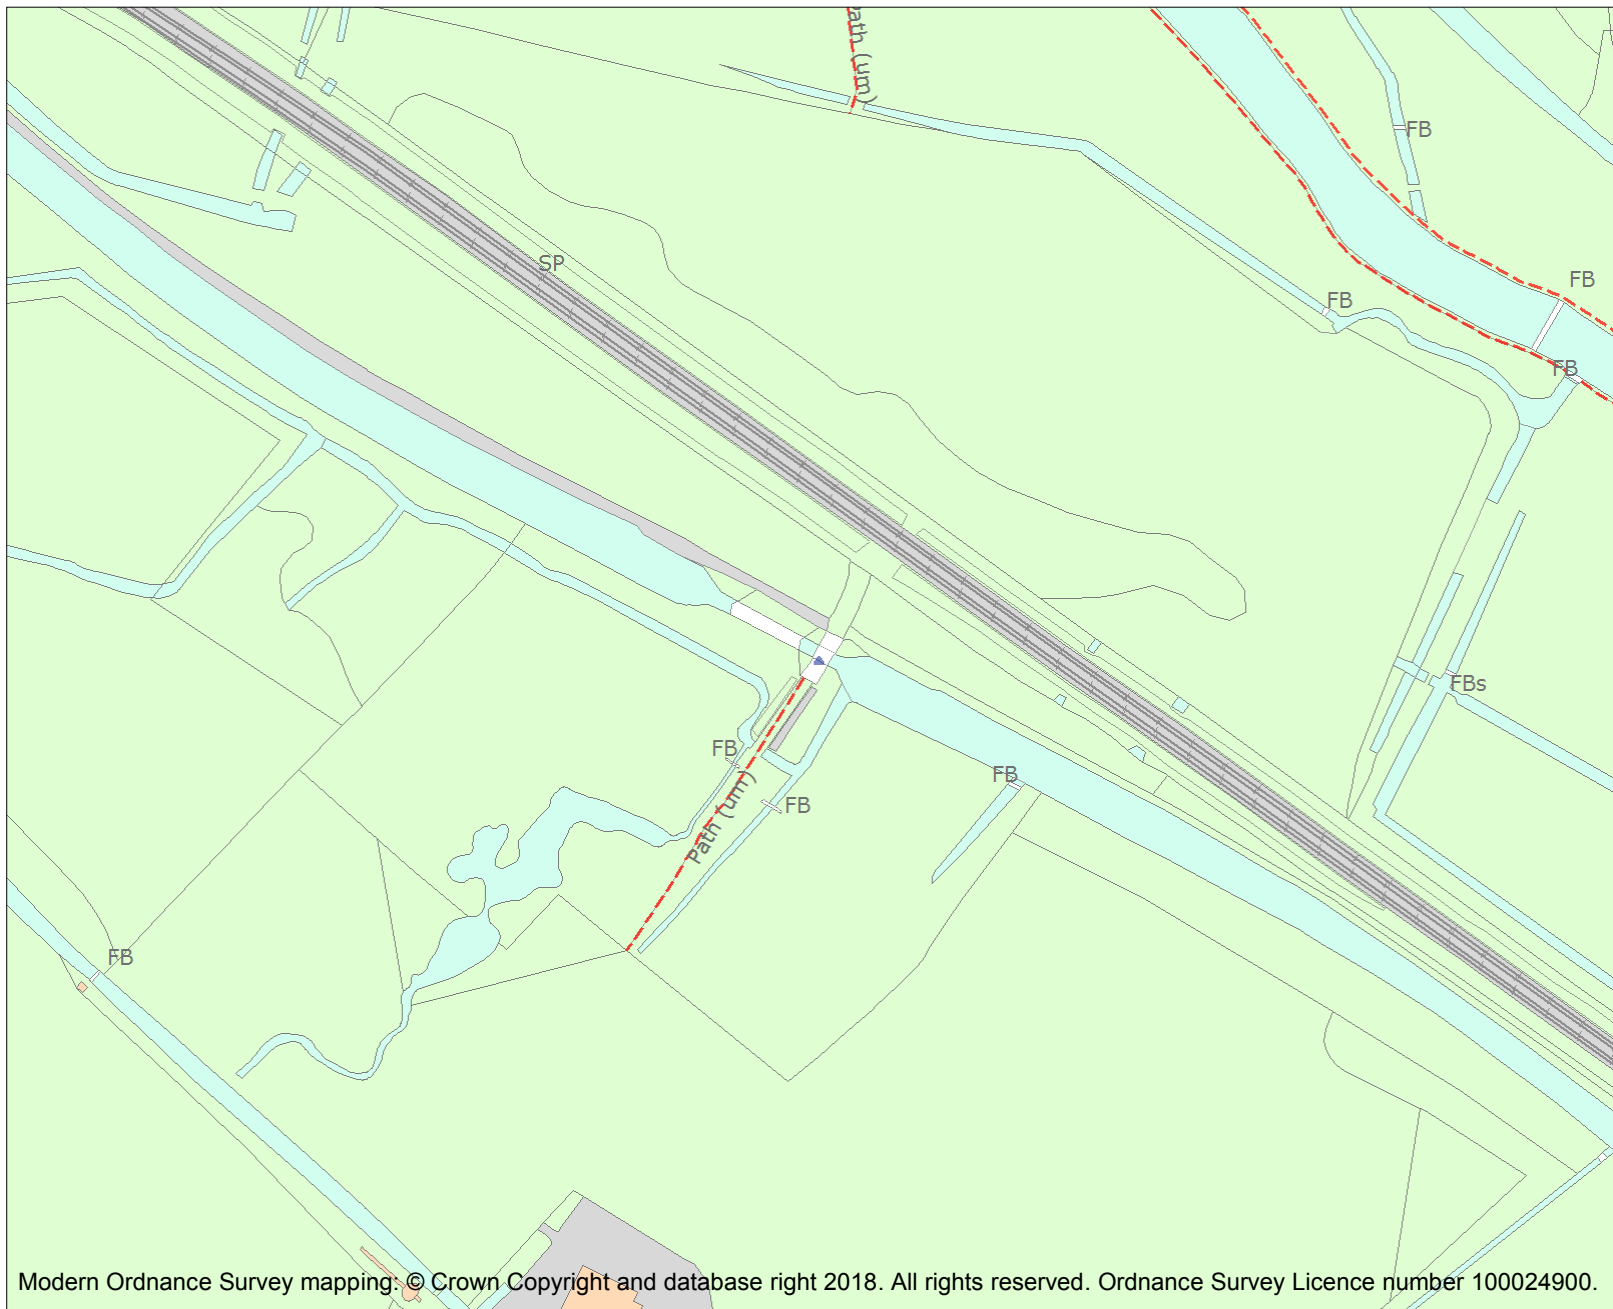 Path (um)
FB
SP
FB
FB
FB
FBs
FB
FB
FB
Path (um)
FB
Modern Ordnance Survey mapping: © Crown Copyright and database right 2018. All rights reserved. Ordnance Survey Licence number 100024900.